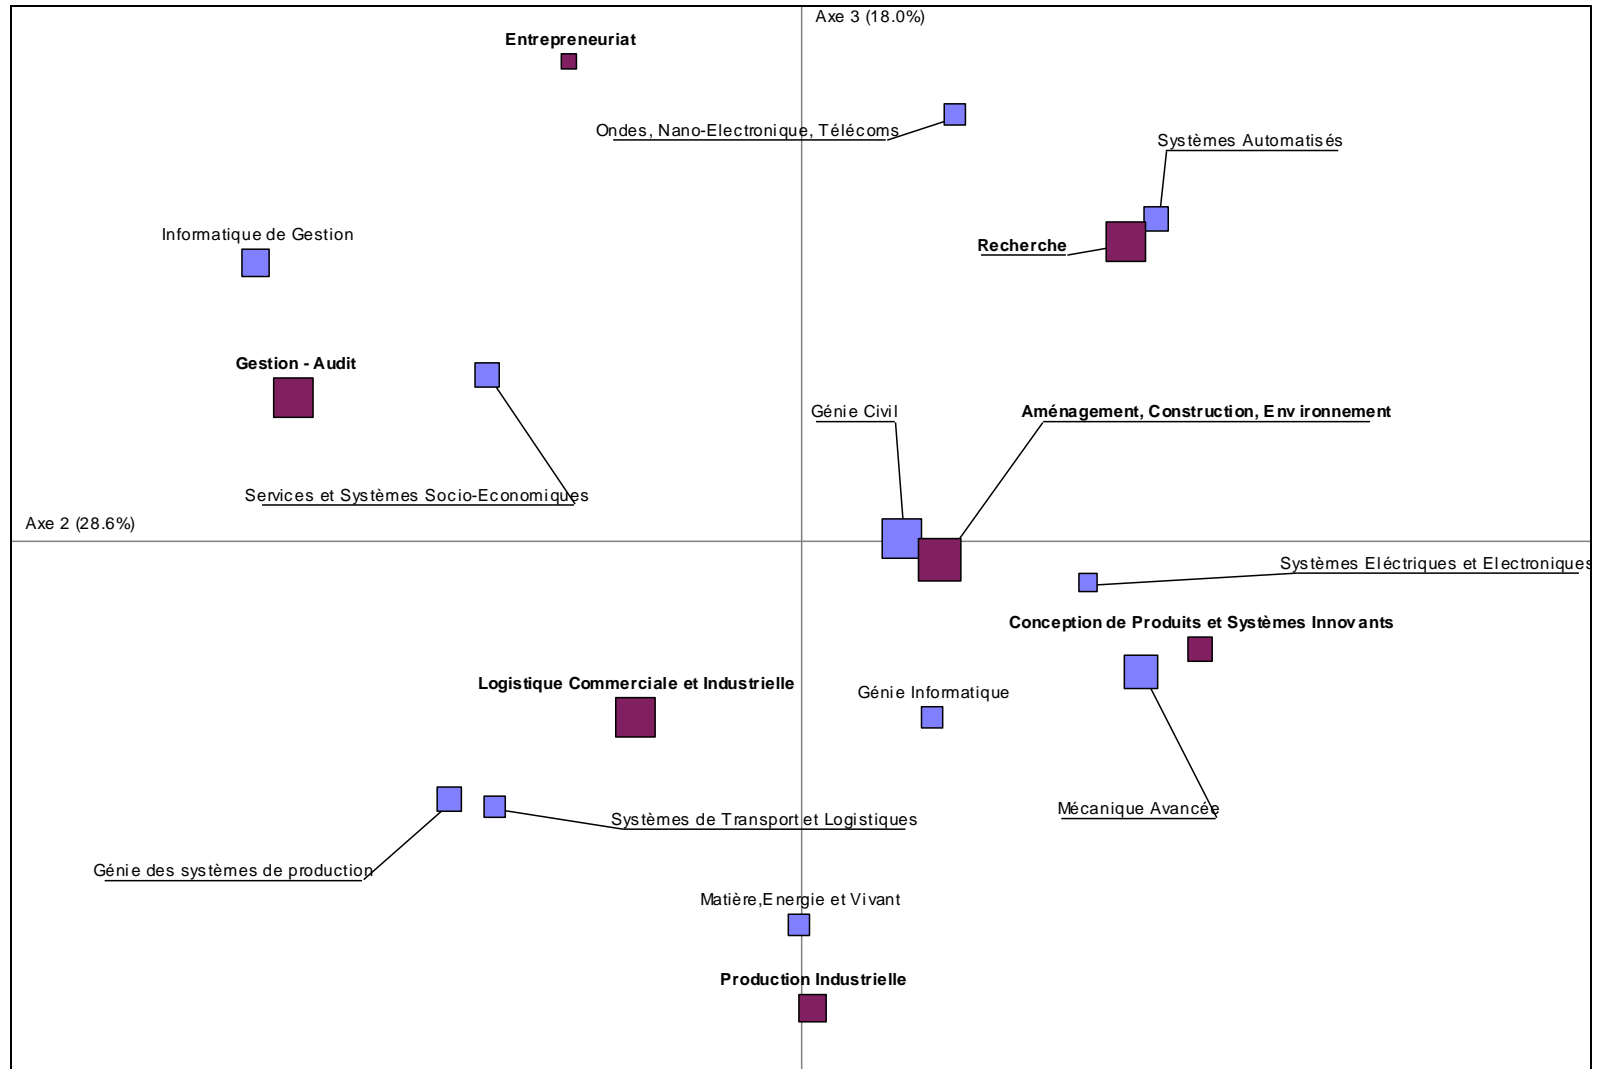 Axe 3 (18.0%)
Entrepreneuriat
Ondes, Nano-Electronique, Télécoms
Systèmes Automatisés
Informatique de Gestion
Recherche
Gestion - Audit
Génie Civil
Aménagement, Construction, Environnement
Services et Systèmes Socio-Economiques
Axe 2 (28.6%)
Systèmes Eléctriques et Electroniques
Conception de Produits et Systèmes Innovants
Logistique Commerciale et Industrielle
Génie Informatique
Mécanique Avancée
Systèmes de Transport et Logistiques
Génie des systèmes de production
Matière,Energie et Vivant
Production Industrielle